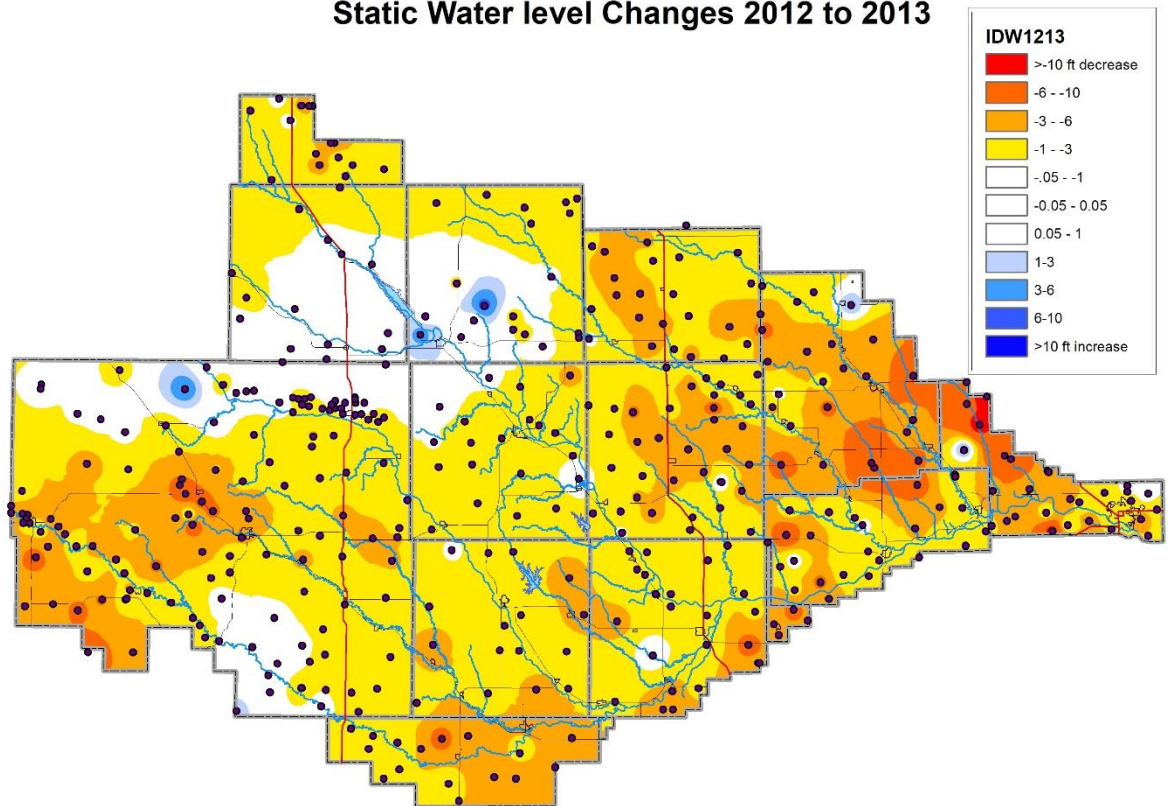 Static Water level Changes 2012 to 2013
IDW1213
>-10 ft decrease
-6 - -10
-3 - -6
-1 - -3
-.05 - -1
-0.05 - 0.05
0.05 - 1
1-3
3-6
6-10
>10 ft increase